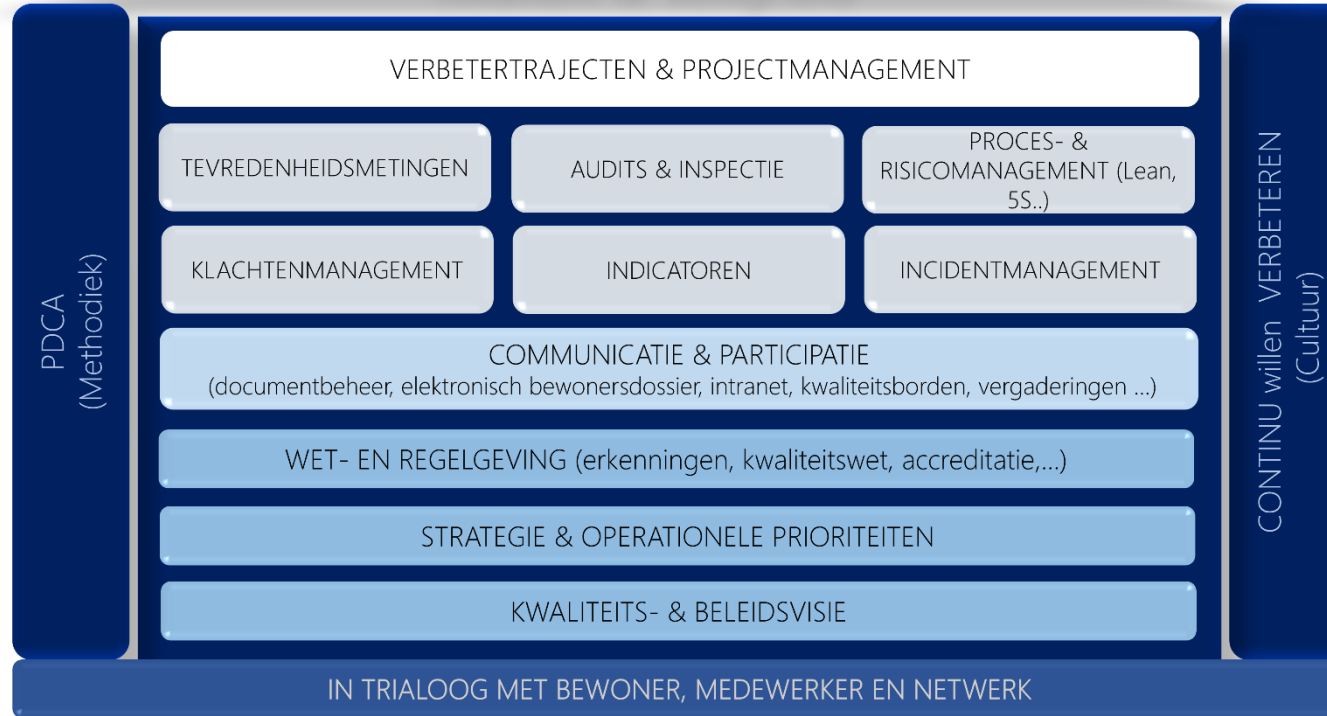 VERBETERTRAJECTEN & PROJECTMANAGEMENT
TEVREDENHEIDSMETINGEN
AUDITS & INSPECTIE
PROCES- &
RISICOMANAGEMENT (Lean,
5S..)
KLACHTENMANAGEMENT
INDICATOREN
INCIDENTMANAGEMENT
COMMUNICATIE & PARTICIPATIE
(documentbeheer, elektronisch bewonersdossier, intranet, kwaliteitsborden, vergaderingen ...)
WET- EN REGELGEVING (erkenningen, kwaliteitswet, accreditatie,...)
STRATEGIE & OPERATIONELE PRIORITEITEN
KWALITEITS- & BELEIDSVISIE
PDCA
(Methodiek)
CONTINU willen VERBETEREN
(Cultuur)
IN TRIALOOG MET BEWONER, MEDEWERKER EN NETWERK